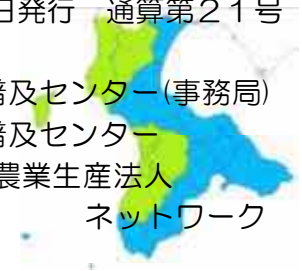 日発行　通算第２１号
普及センター(事務局)
普及センター
農業生産法人
ネットワーク